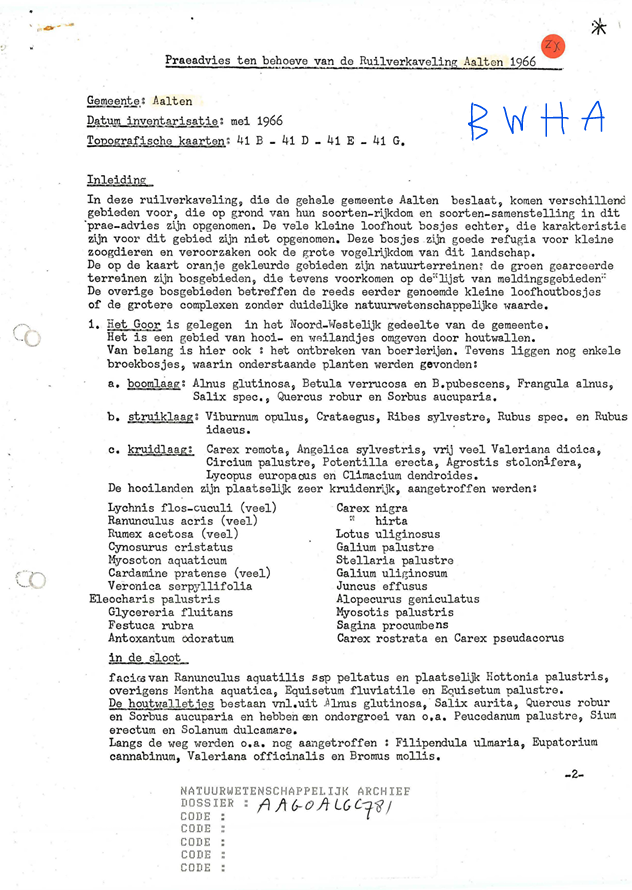 ZX
*
Praeadvies ten behoeve van de Ruilverkaveling Aalten 1966
Gemeente: Aalten
Datum inventarisatie: mei 1966
Topografische kaarten: 41 B - 41 D - 41 E - 41 G.
BWHA
Inleiding
In deze ruilverkaveling, die de gehele gemeente Aalten beslaat, komen verschillend
gebieden voor, die op grond van hun soorten-rijkdom en soorten-samenstelling in dit
prae-advies zijn opgenomen. De vele kleine loofhout bosjes echter, die karakteristie
zijn voor dit gebied zijn niet opgenomen. Deze bosjes zijn goede refugia voor kleine
zoogdieren en veroorzaken ook de grote vogelrijkdom van dit landschap.
De op de kaart oranje gekleurde gebieden zijn natuurterreinen: de groen gearceerde
terreinen zijn bosgebieden, die tevens voorkomen op de "lijst van meldingsgebieden"
De overige bosgebieden betreffen de reeds eerder genoemde kleine loofhoutbosjes
of de grotere complexen zonder duidelijke natuurwetenschappelijke waarde.
1. Het Goor is gelegen in het Noord-Westelijk gedeelte van de gemeente.
Het is een gebied van hooi- en weilandjes omgeven door houtwallen.
Van belang is hier ook : het ontbreken van boerierijen. Tevens liggen nog enkele
broekbosjes, waarin onderstaande planten werden gevonden:
a. boomlaag: Alnus glutinosa, Betula verrucosa en B.pubescens, Frangula alnus,
Salix spec., Quercus robur en Sorbus aucuparia.
b. struiklaag: Viburnum opulus, Crataegus, Ribes sylvestre, Rubus spec. en Rubus
idaeus.
c. kruidlaag: Carex remota, Angelica sylvestris, vrij veel Valeriana dioica,
Circium palustre, Potentilla erecta, Agrostis stolonifera,
Lycopus europacus en Climacium dendroides.
De hooilanden zijn plaatselijk zeer kruidenrijk, aangetroffen werden:
Lychnis flos-cuculi (veel) Carex nigra
Ranunculus acris (veel) " hirta
Rumex acetosa (veel) Lotus uliginosus
Cynosurus cristatus Galium palustre
Myosoton aquaticum Stellaria palustre
Cardamine pratense (veel) Galium uliginosum
Veronica serpyllifolia Juncus effusus
Eleocharis palustris Alopecurus geniculatus
Glycereria fluitans Myosotis palustris
Festuca rubra Sagina procumbens
Antoxantum odoratum Carex rostrata en Carex pseudacorus
in de sloot
facies van Ranunculus aquatilis ssp peltatus en plaatselijk Hottonia palustris,
overigens Mentha aquatica, Equisetum fluviatile en Equisetum palustre.
De houtwalletjes bestaan vnl.uit Alnus glutinosa, Salix aurita, Quercus robur
en Sorbus aucuparia en hebben een ondergroei van o.a. Peucedanum palustre, Sium
erectum en Solanum dulcamare.
Langs de weg werden o.a. nog aangetroffen : Filipendula ulmaria, Eupatorium
cannabinum, Valeriana officinalis en Bromus mollis.
-2-
NATUURWETENSCHAPPELIJK ARCHIEF
DOSSIER : AAGOALGC781
CODE :
CODE :
CODE :
CODE :
CODE :